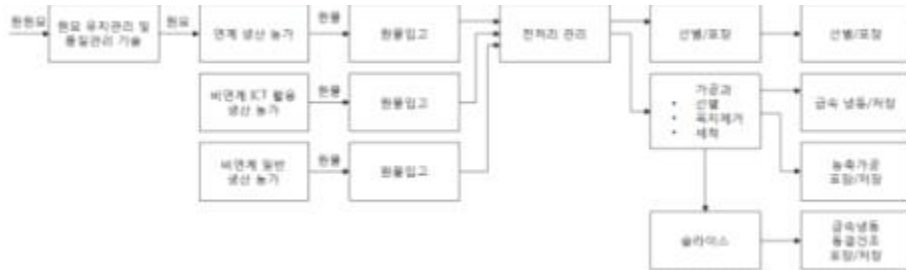 원원묘
원묘 유지관리 및
품질관리 기술
원묘
연계 생산 농가
원물
원물입고
전처리 관리
선별/포장
선별/포장
비연계 ICT 활용
생산 농가
원물
원물입고
가공과
• 선별
• 꼭지제거
• 세척
급속 냉동/저장
비연계 일반
생산 농가
원물
원물입고
농축가공
포장/저장
슬라이스
급속냉동
동결건조
포장/저장